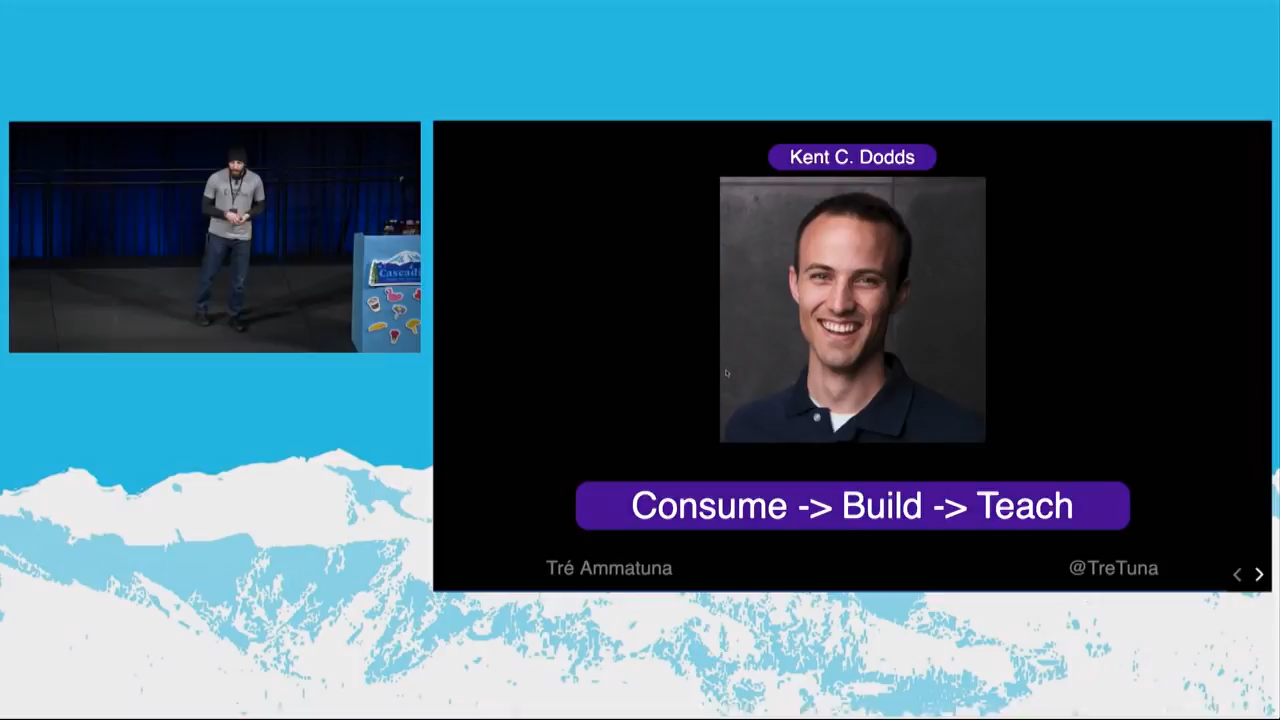 Kent C. Dodds
Consume -> Build -> Teach
Tré Ammatuna
@TreTuna